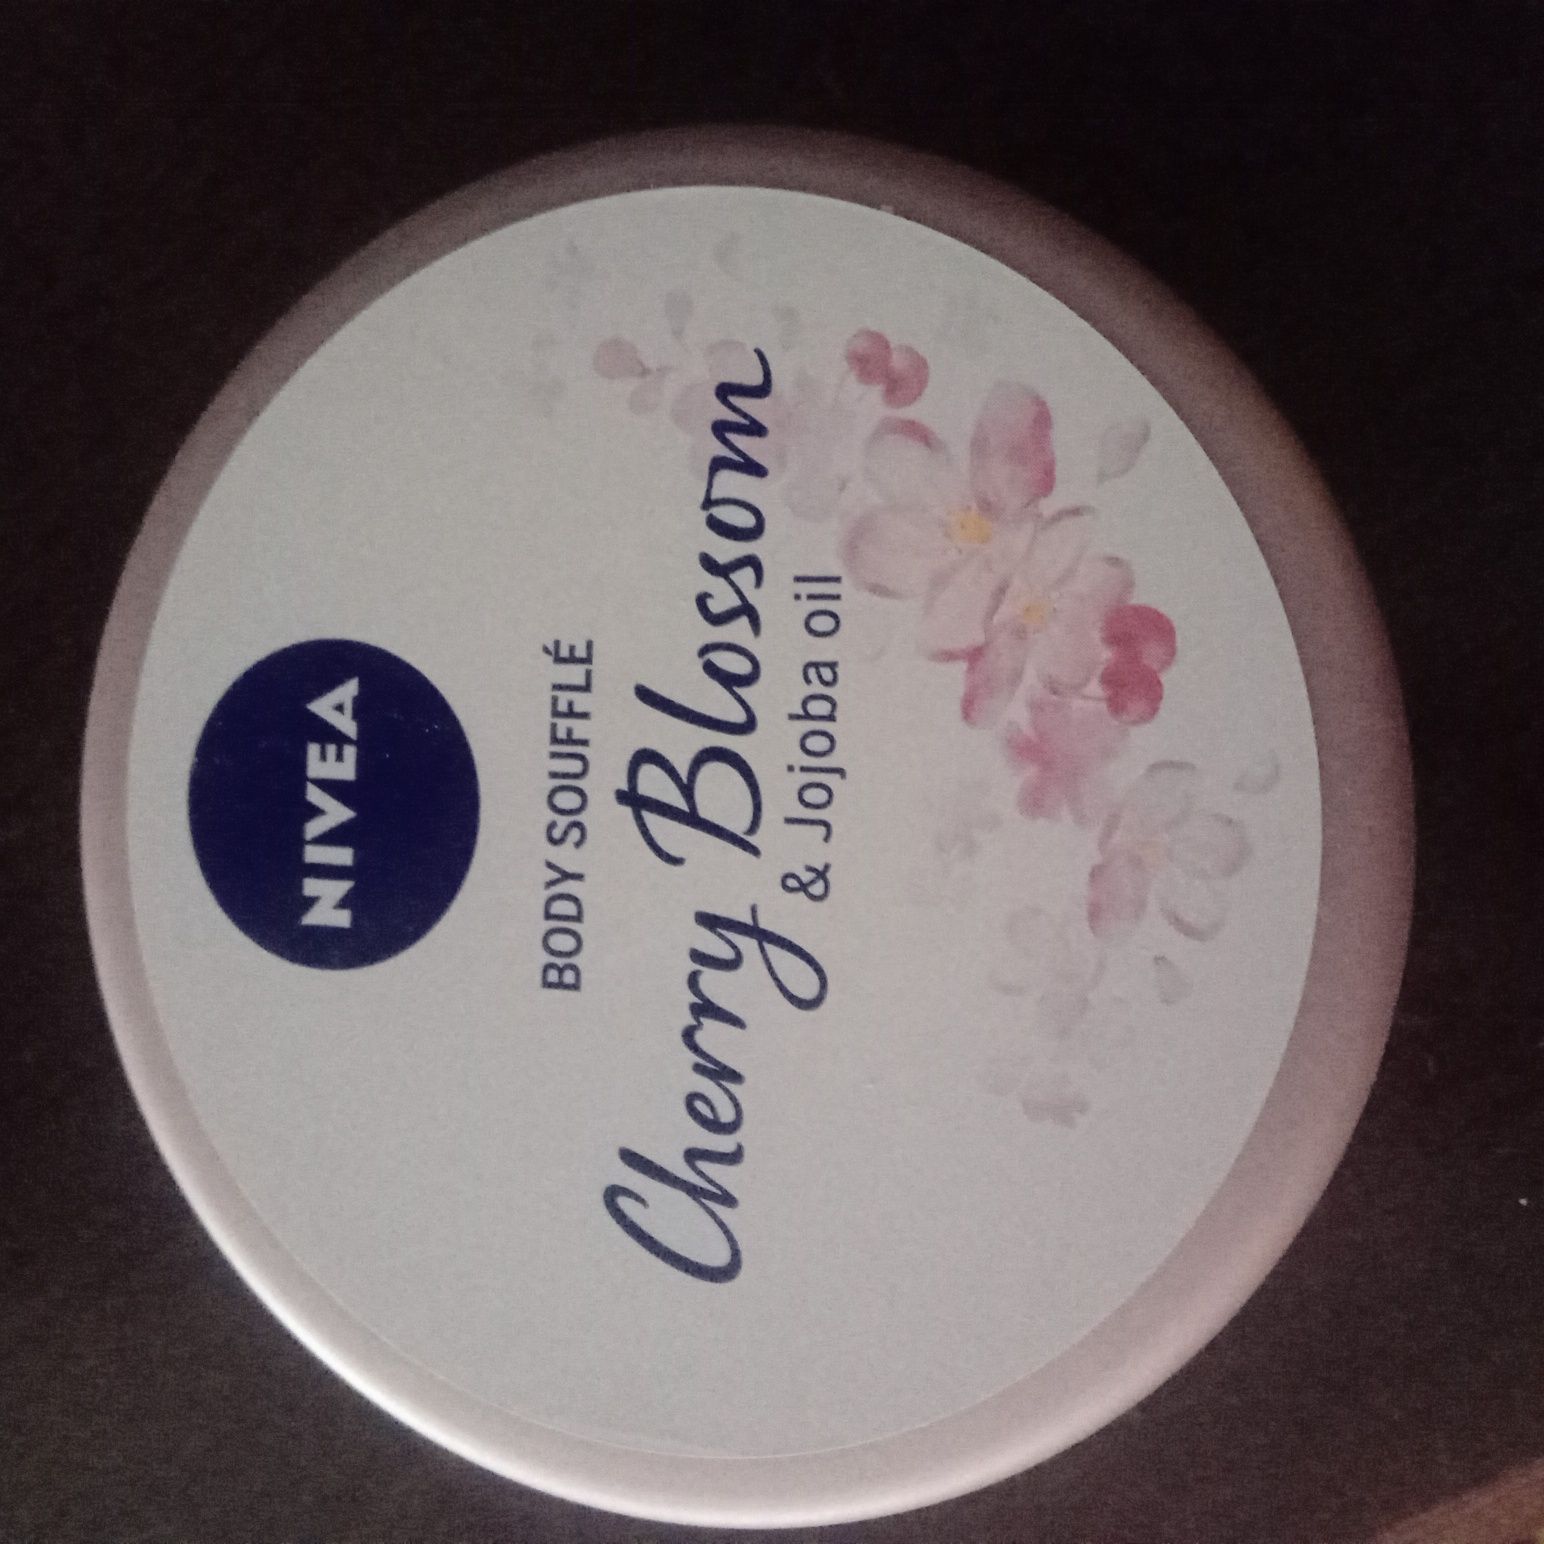 NIVEA
BODY SOUFFLÉ
Cherry Blossom
& Jojoba oil